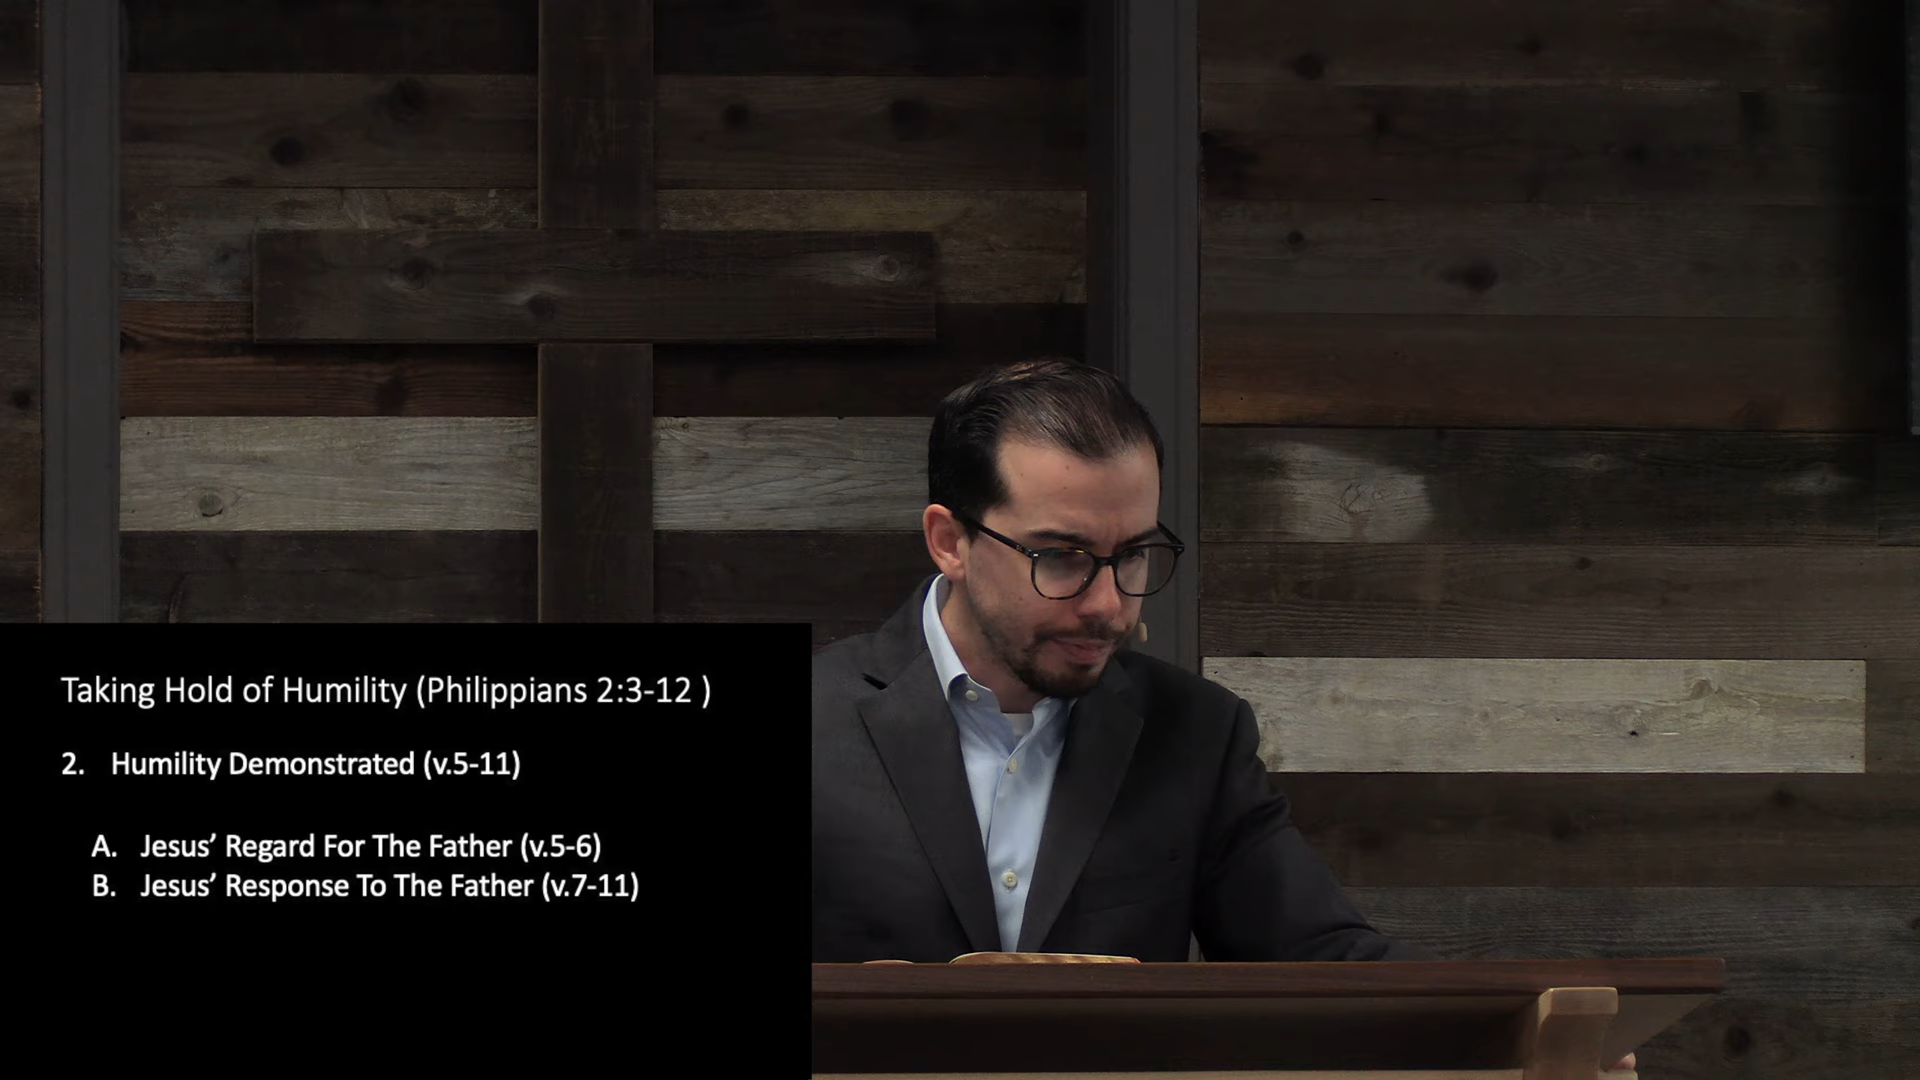 Taking Hold of Humility (Philippians 2:3-12 )
2. Humility Demonstrated (v.5-11)
A. Jesus’ Regard For The Father (v.5-6)
B. Jesus’ Response To The Father (v.7-11)